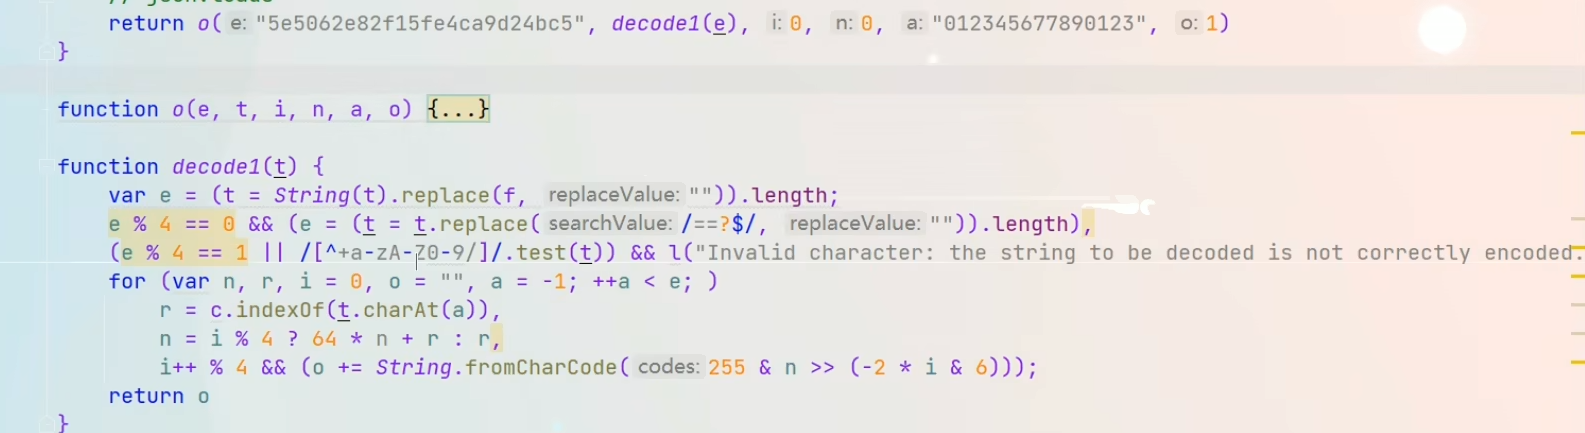 return o( e: "5e5062e82f15fe4ca9d24bc5", decode1(e), i: 0, n: 0, a: "012345677890123", o: 1)
}
function o(e, t, i, n, a, o) {...}
function decode1(t) {
var e = (t = String(t).replace(f, replaceValue: "")).length;
e % 4 == 0 && (e = (t = t.replace( searchValue: /==?$/, replaceValue: "")).length),
(e % 4 == 1 || /[^+a-zA-Z0-9/]/.test(t)) && l("Invalid character: the string to be decoded is not correctly encoded.
for (var n, r, i = 0, o = "", a = -1; ++a < e; )
r = c.indexOf(t.charAt(a)),
n = i % 4 ? 64 * n + r : r,
i++ % 4 && (o += String.fromCharCode( codes: 255 & n >> (-2 * i & 6)));
return o
}